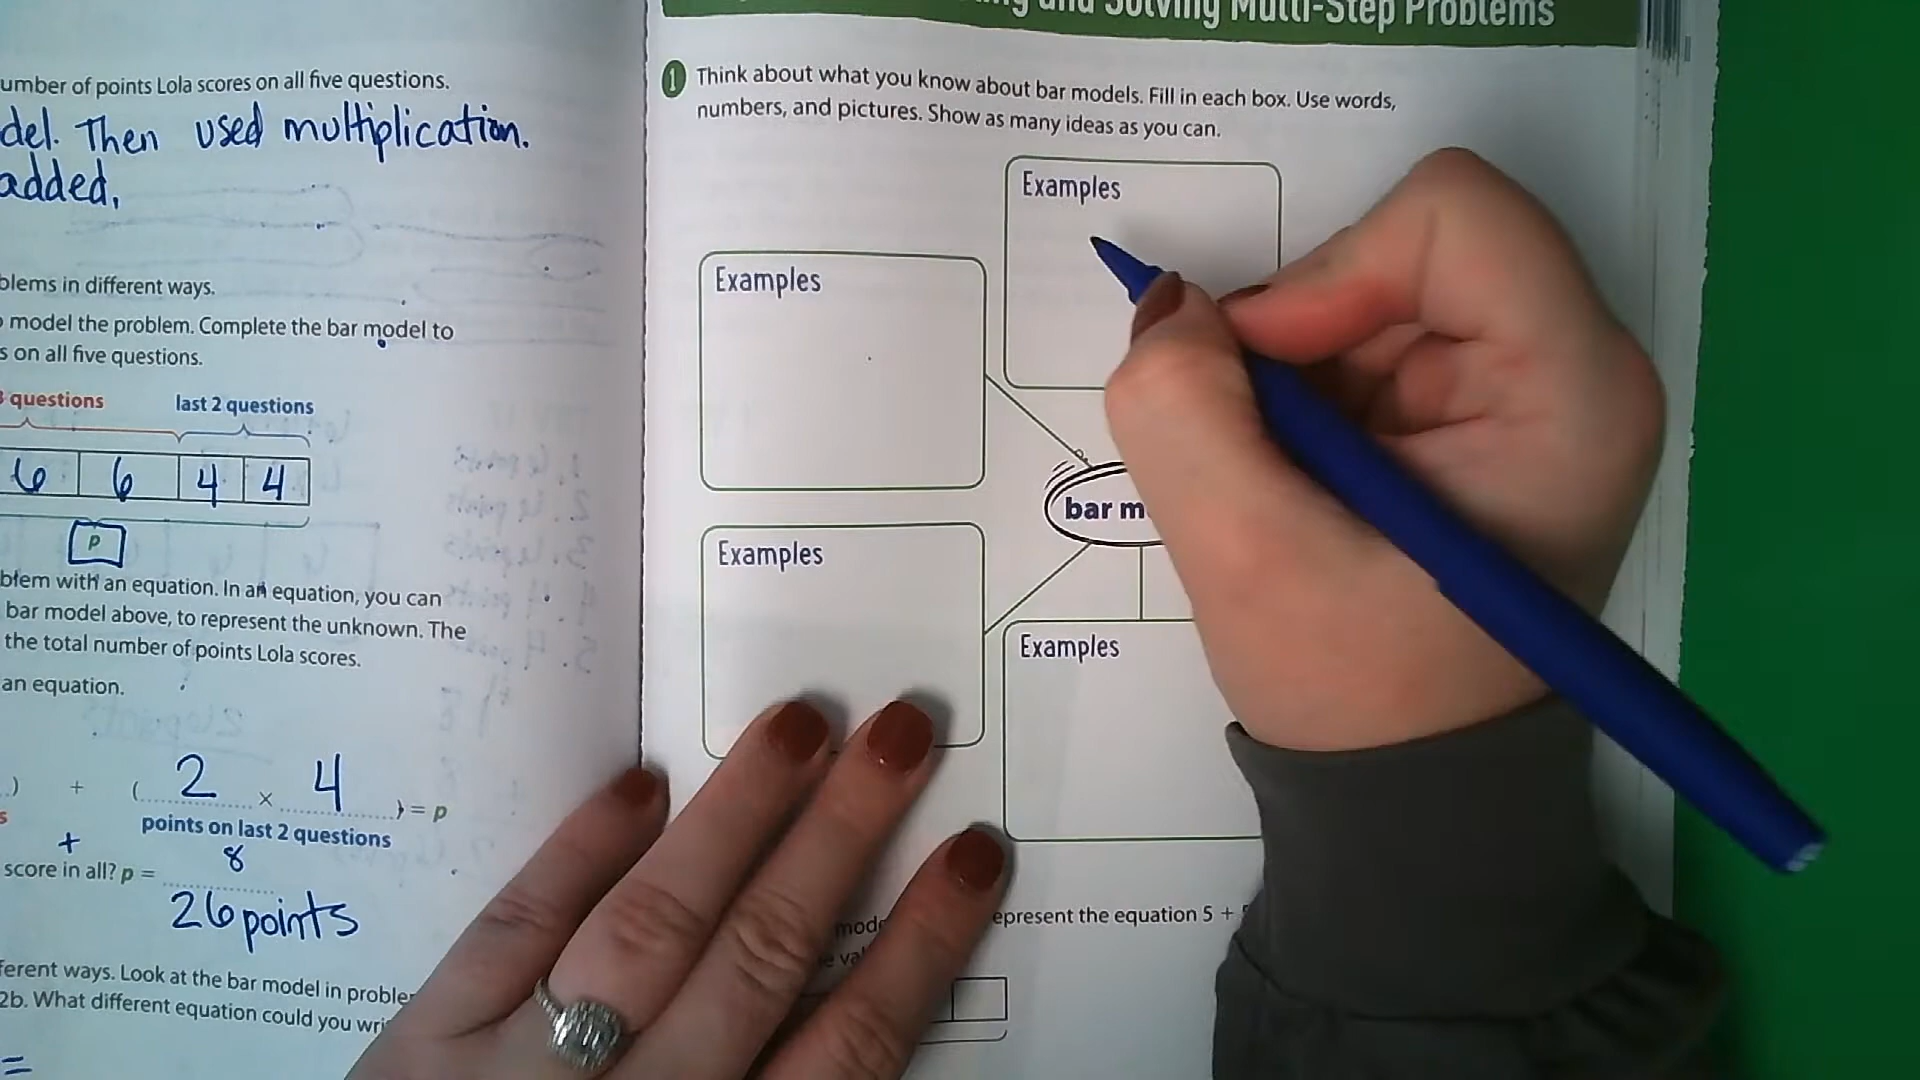 umber of points Lola scores on all five questions.
del. Then used multiplication.
added,
blems in different ways.
model the problem. Complete the bar model to
s on all five questions.
questions last 2 questions
6 6 4 4
p
blem with an equation. In an equation, you can
bar model above, to represent the unknown. The
the total number of points Lola scores.
an equation.
) + ( 2 × 4 ) = p
points on last 2 questions
+ 8
score in all? p =
26 points
ferent ways. Look at the bar model in proble
2b. What different equation could you wri
=
and Solving Multi-Step Problems
1 Think about what you know about bar models. Fill in each box. Use words,
numbers, and pictures. Show as many ideas as you can.
Examples
Examples
bar m
Examples
Examples
mode epresent the equation 5 +
e va